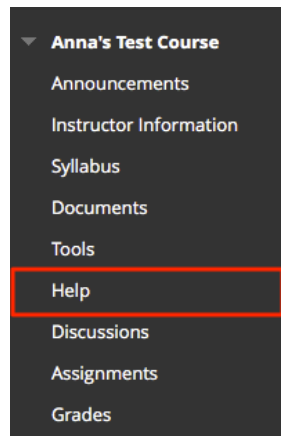 Anna's Test Course
Announcements
Instructor Information
Syllabus
Documents
Tools
Help
Discussions
Assignments
Grades